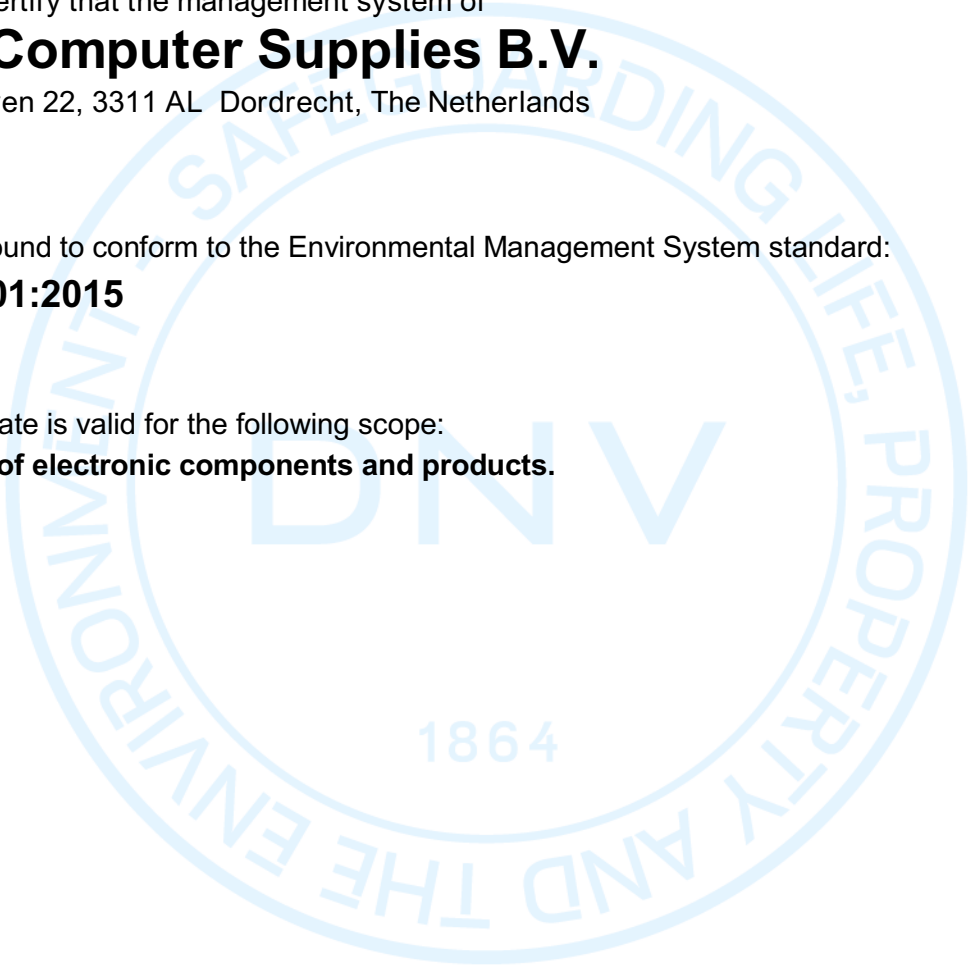 ertify that the management system of
Computer Supplies B.V.
en 22, 3311 AL Dordrecht, The Netherlands
ound to conform to the Environmental Management System standard:
01:2015
ate is valid for the following scope:
of electronic components and products.
SAFEGUARDING LIFE, PROPERTY AND THE ENVIRONMENT
DNV
1864